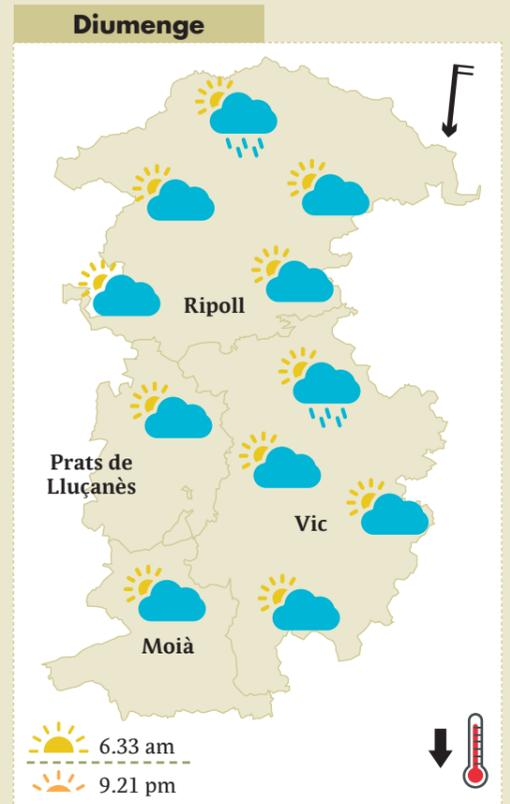 Diumenge
Ripoll
Prats de
Lluçanès
Vic
Moià
6.33 am
9.21 pm